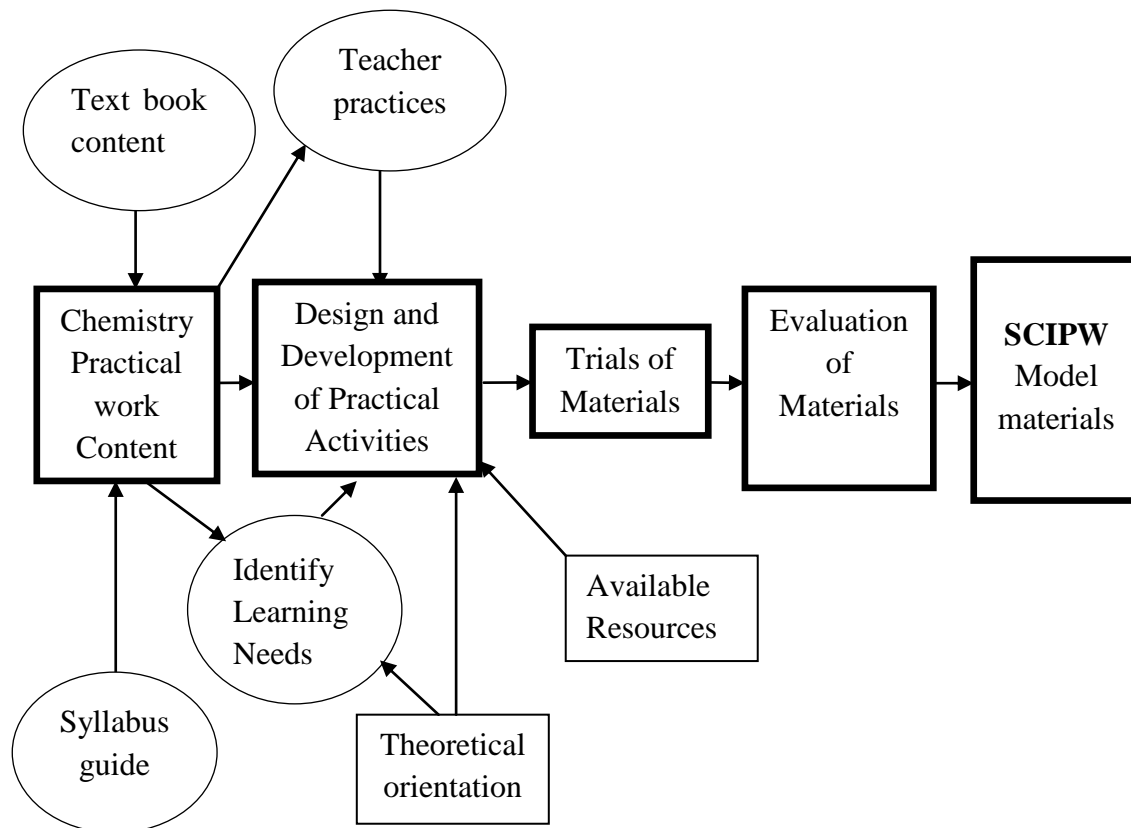 Text book
content
Teacher
practices
Chemistry
Practical
work
Content
Design and
Development
of Practical
Activities
Trials of
Materials
Evaluation
of
Materials
SCIPW
Model
materials
Identify
Learning
Needs
Available
Resources
Syllabus
guide
Theoretical
orientation